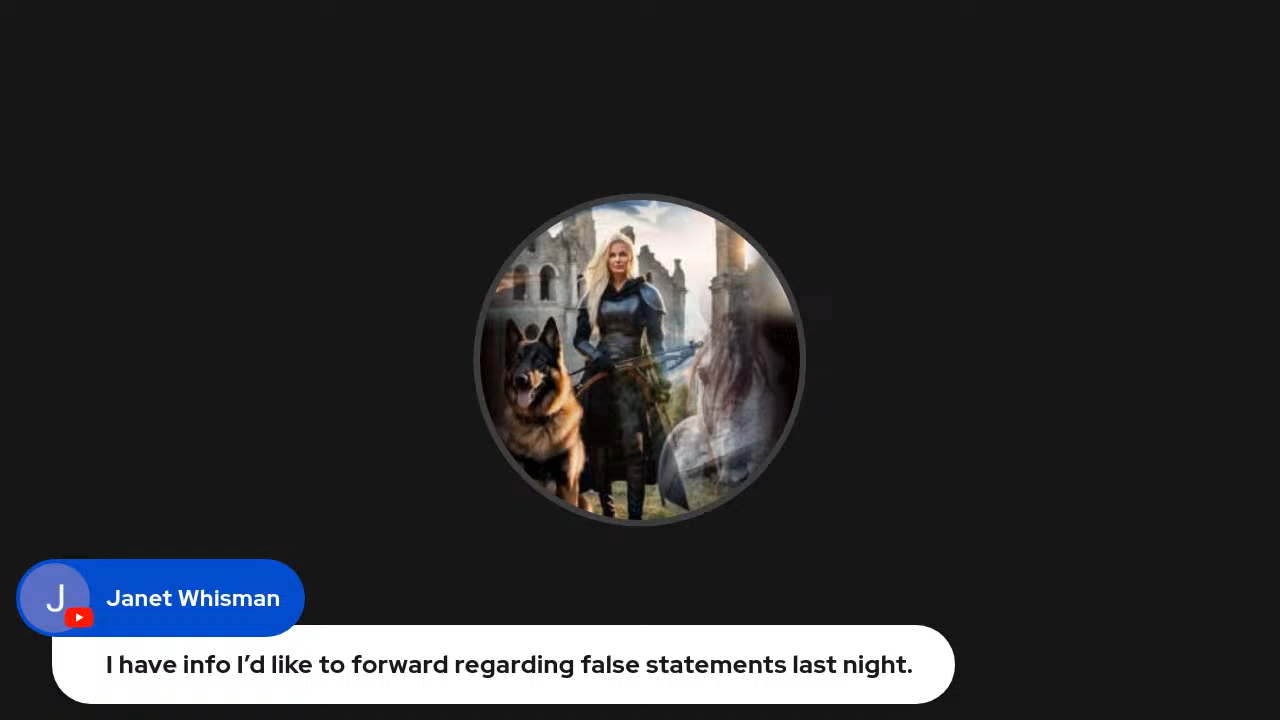 J
Janet Whisman
I have info I’d like to forward regarding false statements last night.